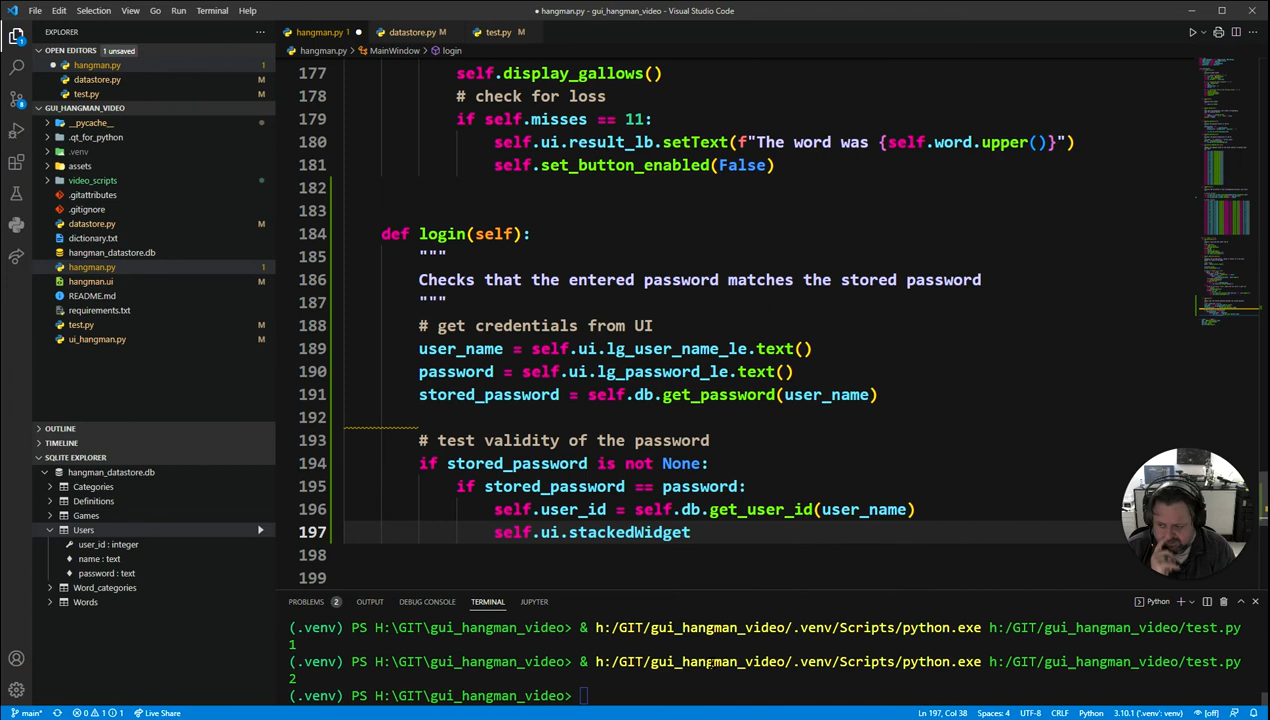 File Edit Selection View Go Run Terminal Help
● hangman.py - gui_hangman_video - Visual Studio Code
EXPLORER
OPEN EDITORS 1 unsaved
hangman.py 1
datastore.py M
test.py M
GUI_HANGMAN_VIDEO
__pycache__
.qt_for_python
.venv
assets
video_scripts
.gitattributes
.gitignore
datastore.py M
dictionary.txt
hangman_datastore.db
hangman.py 1
hangman.ui M
README.md
requirements.txt
test.py M
ui_hangman.py M
OUTLINE
TIMELINE
SQLITE EXPLORER
hangman_datastore.db
Categories
Definitions
Games
Users
user_id : integer
name : text
password : text
Word_categories
Words
hangman.py 1 datastore.py M test.py M
hangman.py > MainWindow > login
177 self.display_gallows()
178 # check for loss
179 if self.misses == 11:
180 self.ui.result_lb.setText(f"The word was {self.word.upper()}")
181 self.set_button_enabled(False)
182
183
184 def login(self):
185 """
186 Checks that the entered password matches the stored password
187 """
188 # get credentials from UI
189 user_name = self.ui.lg_user_name_le.text()
190 password = self.ui.lg_password_le.text()
191 stored_password = self.db.get_password(user_name)
192
193 # test validity of the password
194 if stored_password is not None:
195 if stored_password == password:
196 self.user_id = self.db.get_user_id(user_name)
197 self.ui.stackedWidget
198
199
PROBLEMS 2 OUTPUT DEBUG CONSOLE TERMINAL JUPYTER
Python
(.venv) PS H:\GIT\gui_hangman_video> & h:/GIT/gui_hangman_video/.venv/Scripts/python.exe h:/GIT/gui_hangman_video/test.py
1
(.venv) PS H:\GIT\gui_hangman_video> & h:/GIT/gui_hangman_video/.venv/Scripts/python.exe h:/GIT/gui_hangman_video/test.py
2
(.venv) PS H:\GIT\gui_hangman_video>
main* 0 1 1 Live Share
Ln 197, Col 38 Spaces: 4 UTF-8 CRLF Python 3.10.1 ('.venv': venv) [off]